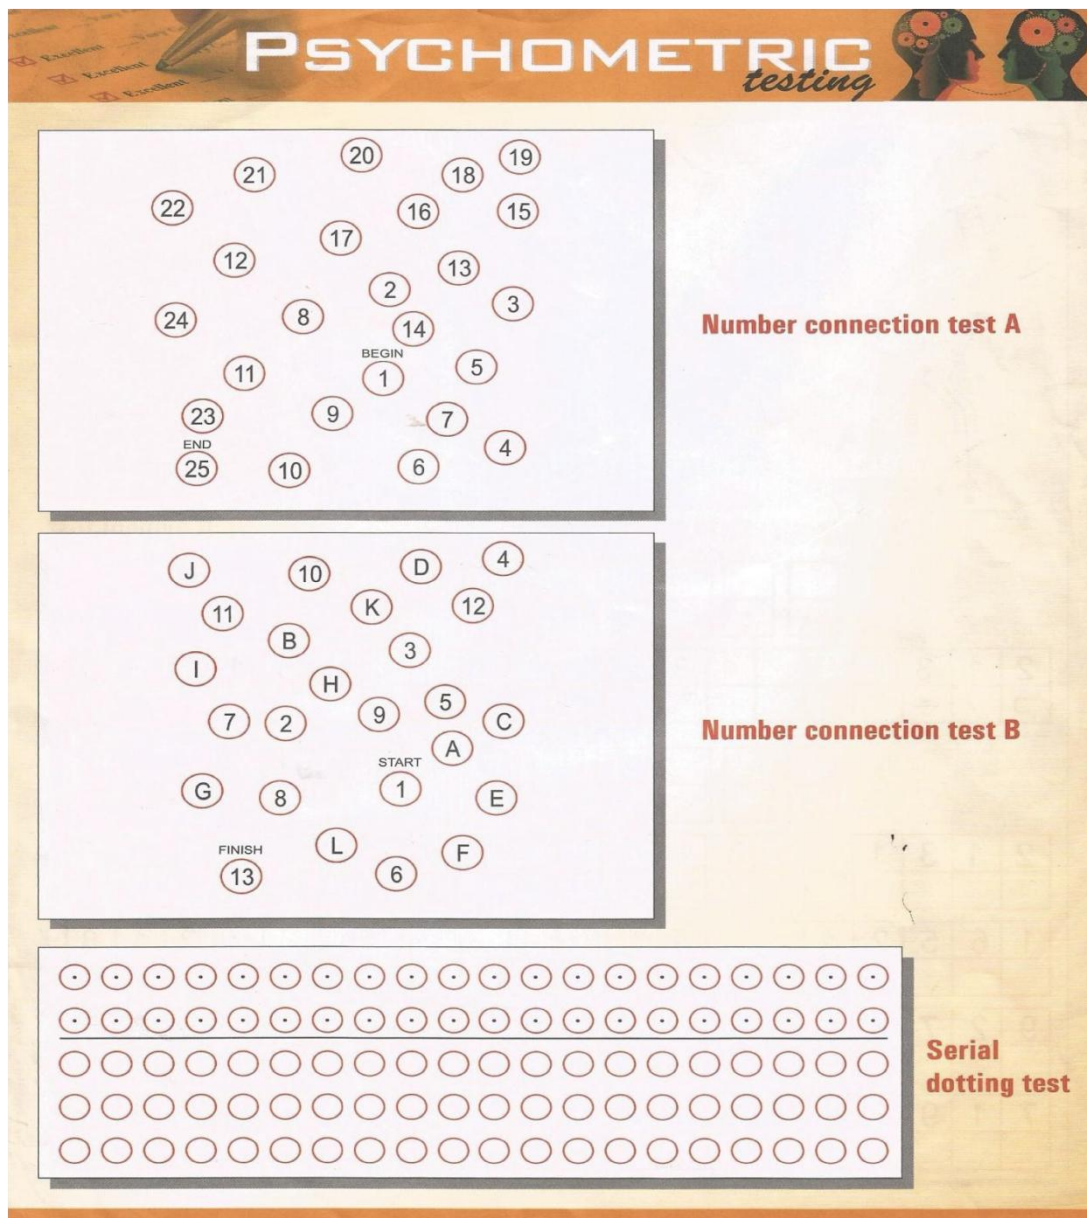 Excellent
Excellent
Excellent
PSYCHOMETRIC
testing
20
19
21
18
22
16
15
17
12
13
2
3
24
8
14
BEGIN
1
5
11
23
9
7
4
END
25
10
6
Number connection test A
J
10
D
4
11
K
12
B
3
I
H
7
2
9
5
C
A
START
1
G
8
E
L
F
FINISH
13
6
Number connection test B
Serial
dotting test